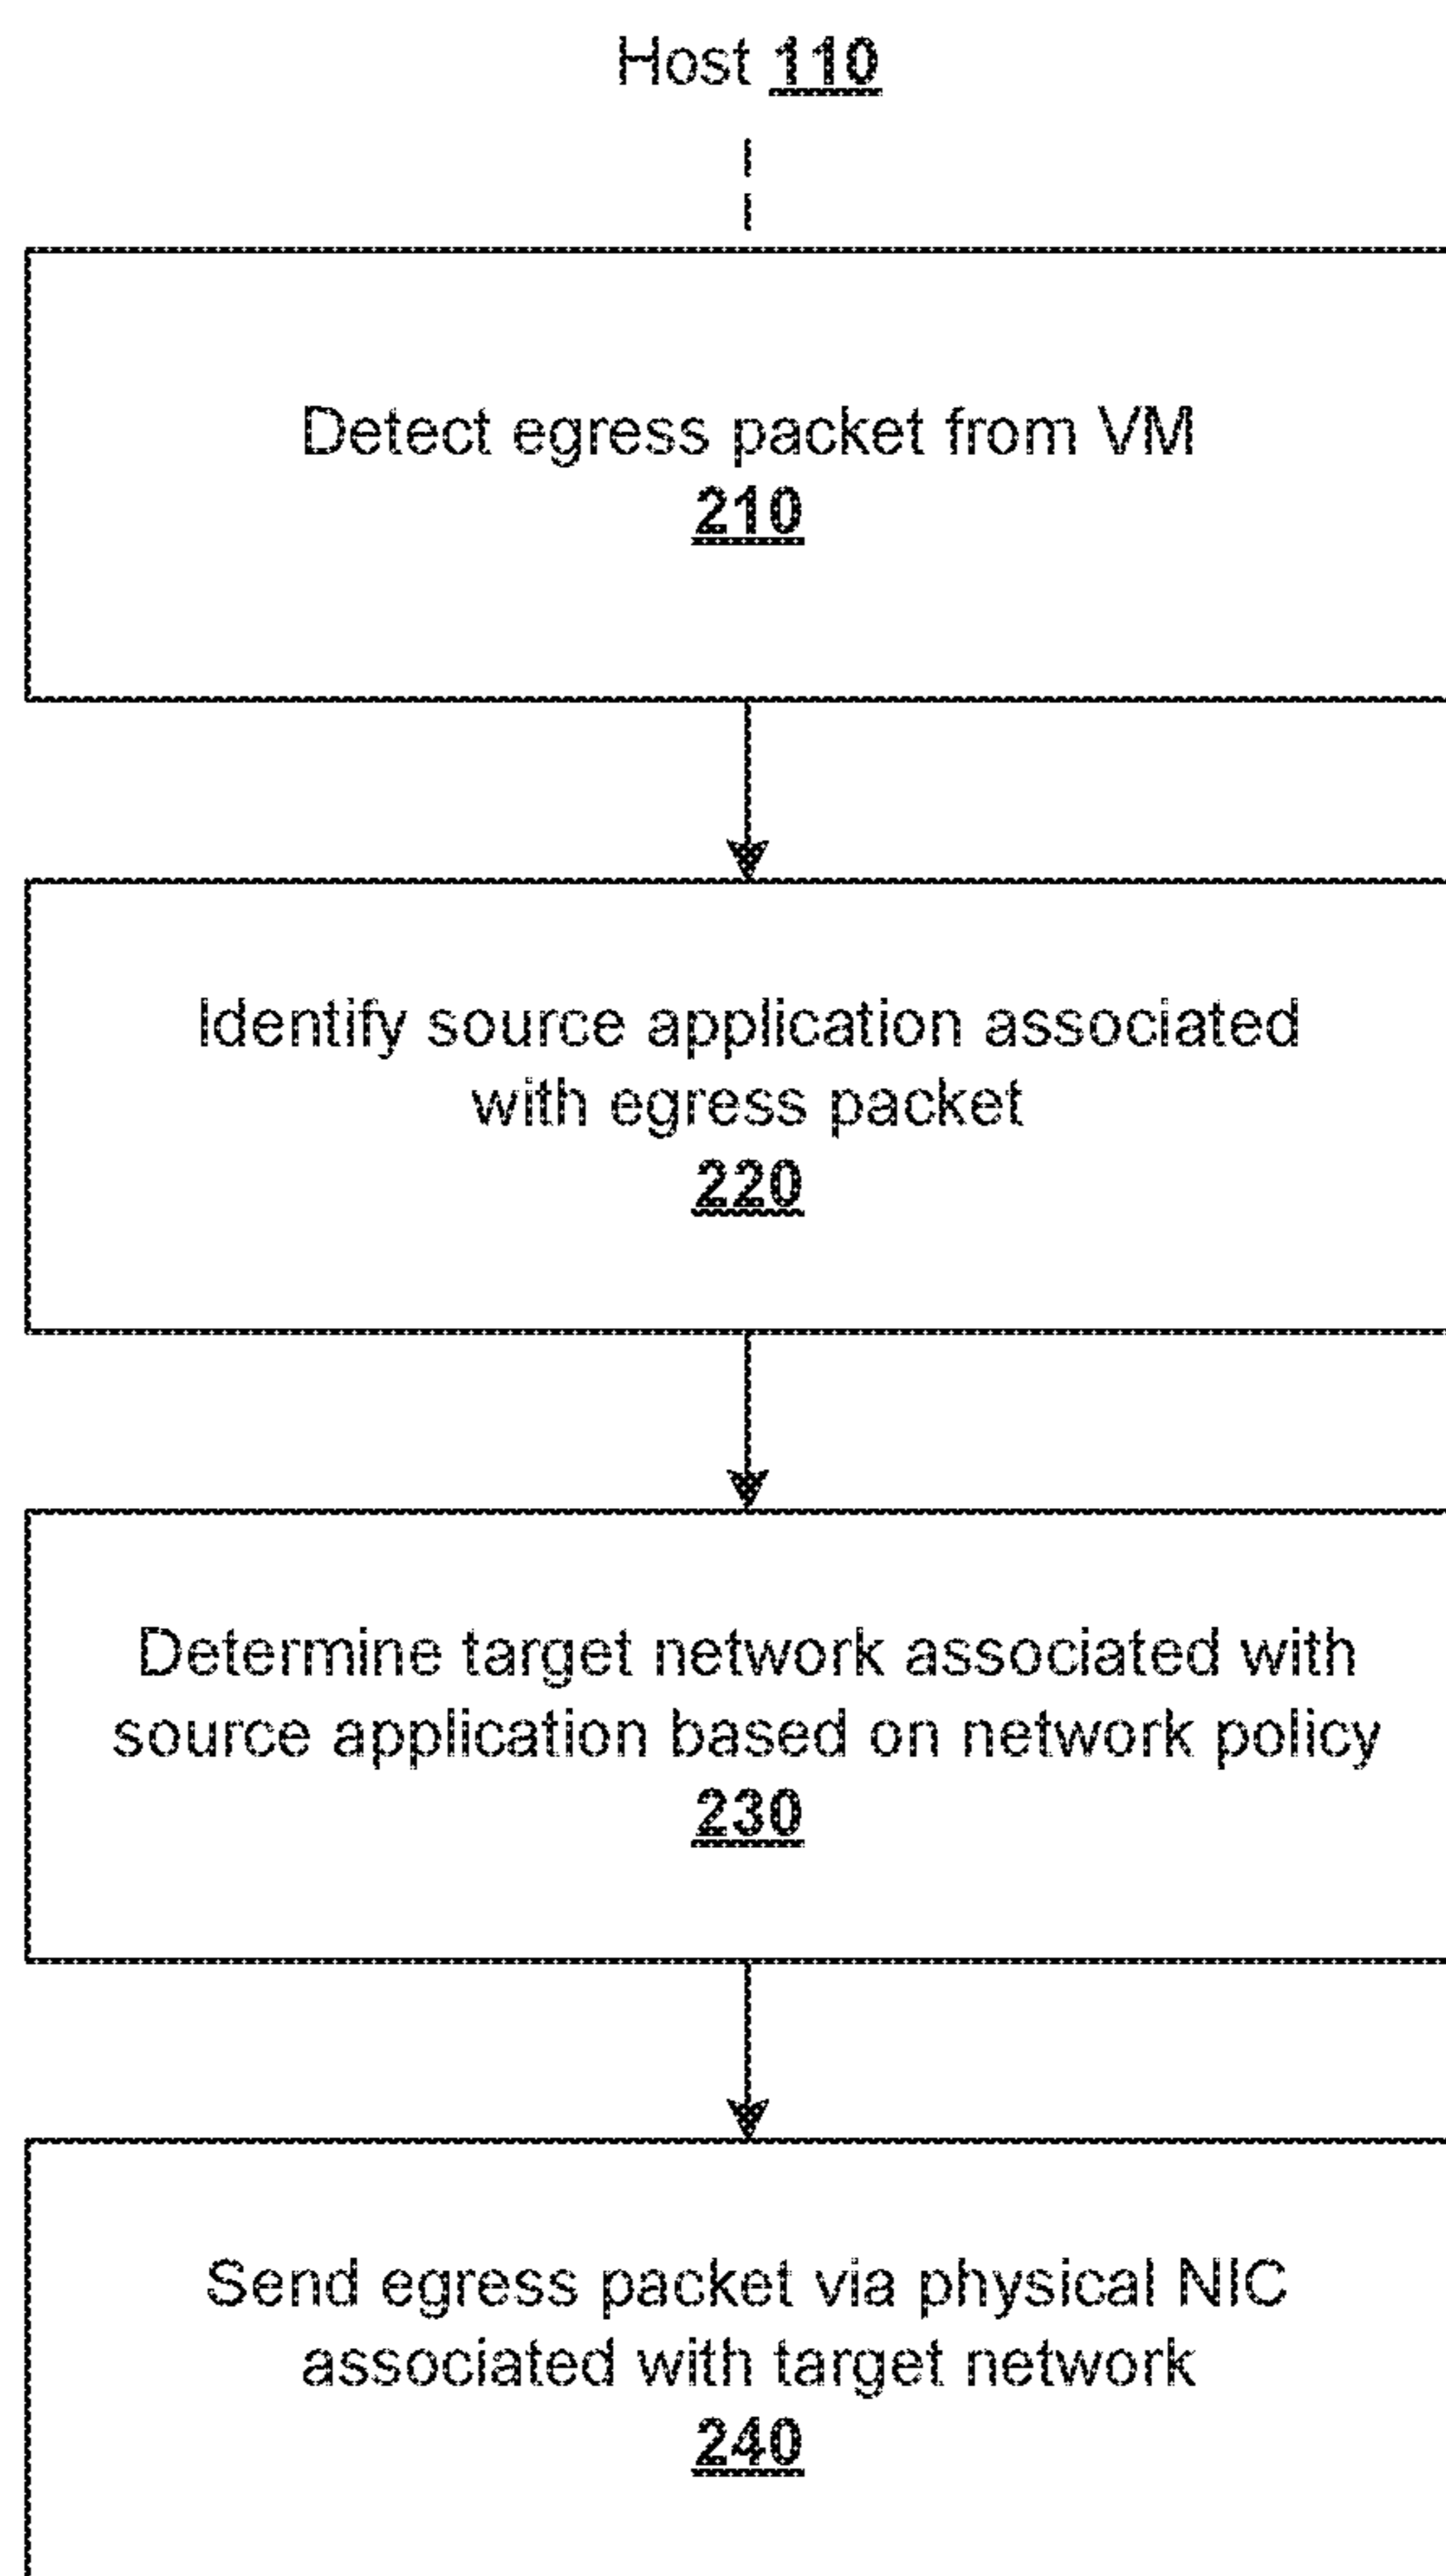 Host 110
Detect egress packet from VM
210
Identify source application associated
with egress packet
220
Determine target network associated with
source application based on network policy
230
Send egress packet via physical NIC
associated with target network
240